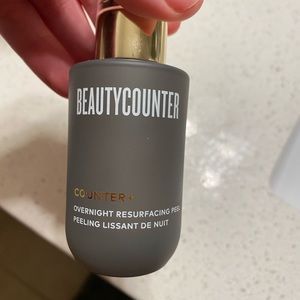 BEAUTYCOUNTER
COUNTER+
OVERNIGHT RESURFACING PEEL
PEELING LISSANT DE NUIT